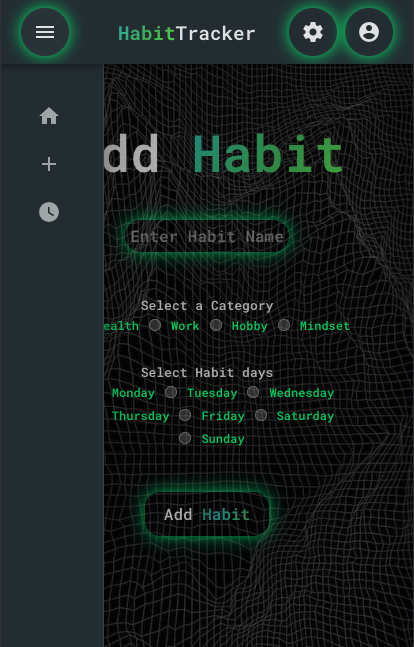 HabitTracker
dd Habit
Enter Habit Name
Select a Category
ealth Work Hobby Mindset
Select Habit days
Monday Tuesday Wednesday
Thursday Friday Saturday
Sunday
Add Habit